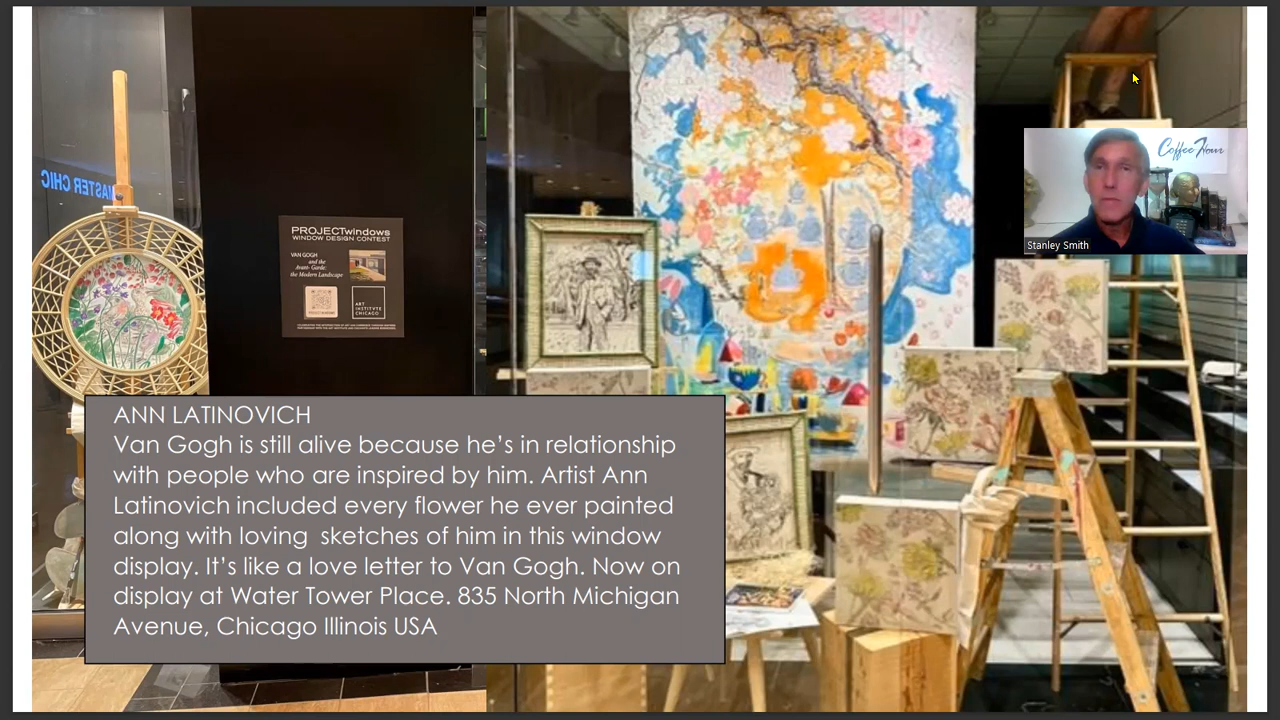 MASTER CHIC
PROJECTwindows
WINDOW DESIGN CONTEST
VAN GOGH
and the
Avant-Garde:
the Modern Landscape
ART
INSTITVTE
CHICAGO
Coffee Hour
Stanley Smith
ANN LATINOVICH
Van Gogh is still alive because he’s in relationship
with people who are inspired by him. Artist Ann
Latinovich included every flower he ever painted
along with loving  sketches of him in this window
display. It’s like a love letter to Van Gogh. Now on
display at Water Tower Place. 835 North Michigan
Avenue, Chicago Illinois USA